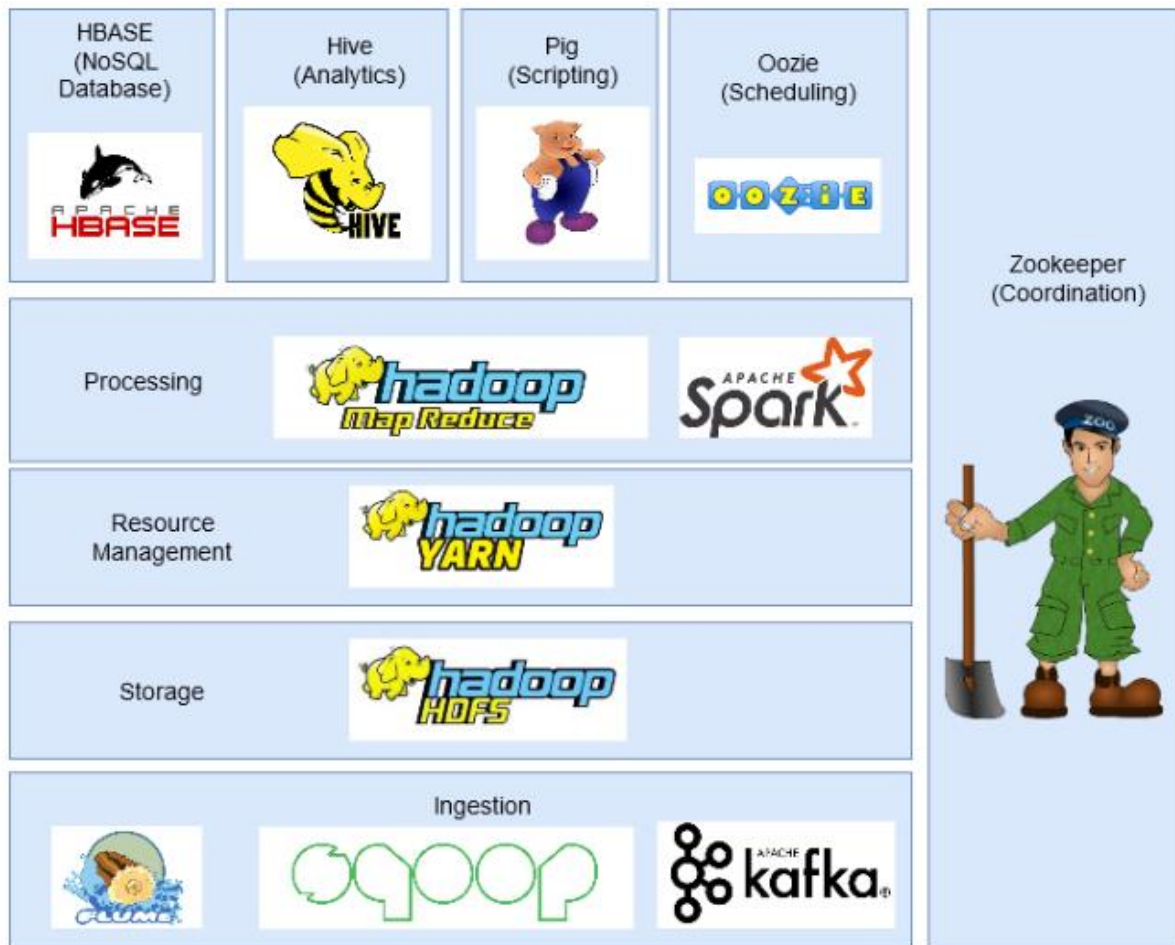 HBASE
(NoSQL
Database)
APACHE
HBASE
Hive
(Analytics)
HIVE
Pig
(Scripting)
Oozie
(Scheduling)
OOZiE
Zookeeper
(Coordination)
ZOO
Processing
hadoop
Map Reduce
APACHE
Spark
Resource
Management
hadoop
YARN
Storage
hadoop
HDFS
Ingestion
FLUME
sqoop
APACHE
kafka®